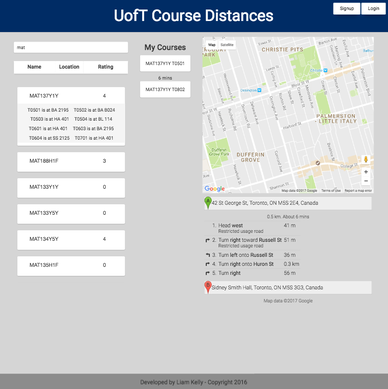 UofT Course Distances
Signup Login
mat
Name Location Rating
MAT137Y1Y 4
T0501 is at BA 2195 T0502 is at BA B024
T0503 is at HA 401 T0504 is at BL 114
T0601 is at HA 401 T0603 is at BA 2195
T0604 is at SS 2125 T0701 is at HA 401
MAT188H1F 3
MAT133Y1Y 0
MAT133Y5Y 0
MAT134Y5Y 4
MAT135H1F 0
My Courses
MAT137Y1Y T0501
6 mins
MAT137Y1Y T0802
Map Satellite
CHRISTIE PITS
PALMERSTON
LITTLE ITALY
DUFFERIN
GROVE
Google
Map data ©2017 Google Terms of Use Report a map error
A 42 St George St, Toronto, ON M5S 2E4, Canada
0.5 km. About 6 mins
1. Head west 41 m
Restricted usage road
2. Turn right toward Russell St 51 m
3. Turn left onto Russell St 36 m
4. Turn right onto Huron St 0.3 km
5. Turn right 56 m
Restricted usage road
B Sidney Smith Hall, Toronto, ON M5S 3G3, Canada
Map data ©2017 Google
Developed by Liam Kelly - Copyright 2016